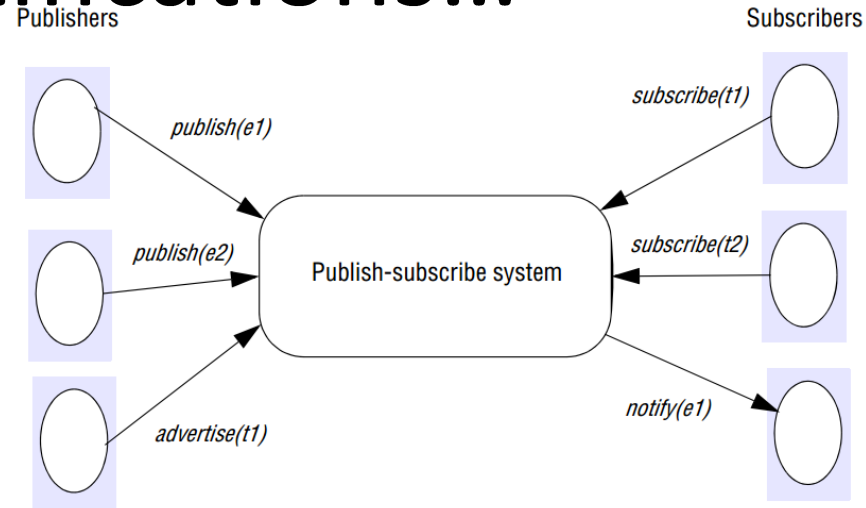 Publishers
Subscribers
publish(e1)
subscribe(t1)
publish(e2)
subscribe(t2)
Publish-subscribe system
advertise(t1)
notify(e1)